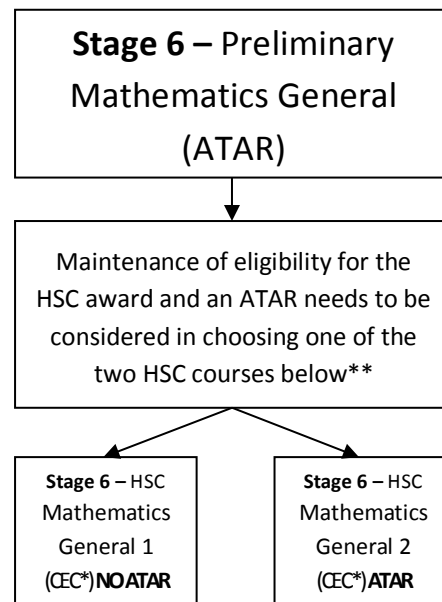 Stage 6 – Preliminary
Mathematics General
(ATAR)
Maintenance of eligibility for the
HSC award and an ATAR needs to be
considered in choosing one of the
two HSC courses below**
Stage 6 – HSC
Mathematics
General 1
(CEC*) NO ATAR
Stage 6 – HSC
Mathematics
General 2
(CEC*) ATAR